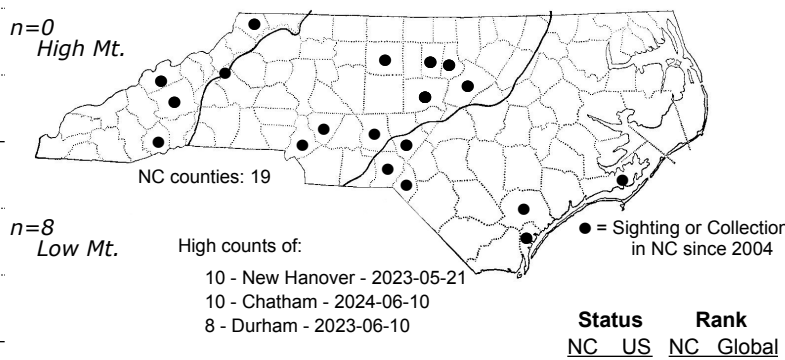 n=0
High Mt.
NC counties: 19
n=8
Low Mt.
High counts of:
10 - New Hanover - 2023-05-21
10 - Chatham - 2024-06-10
8 - Durham - 2023-06-10
● = Sighting or Collection
in NC since 2004
Status Rank
NC US NC Global